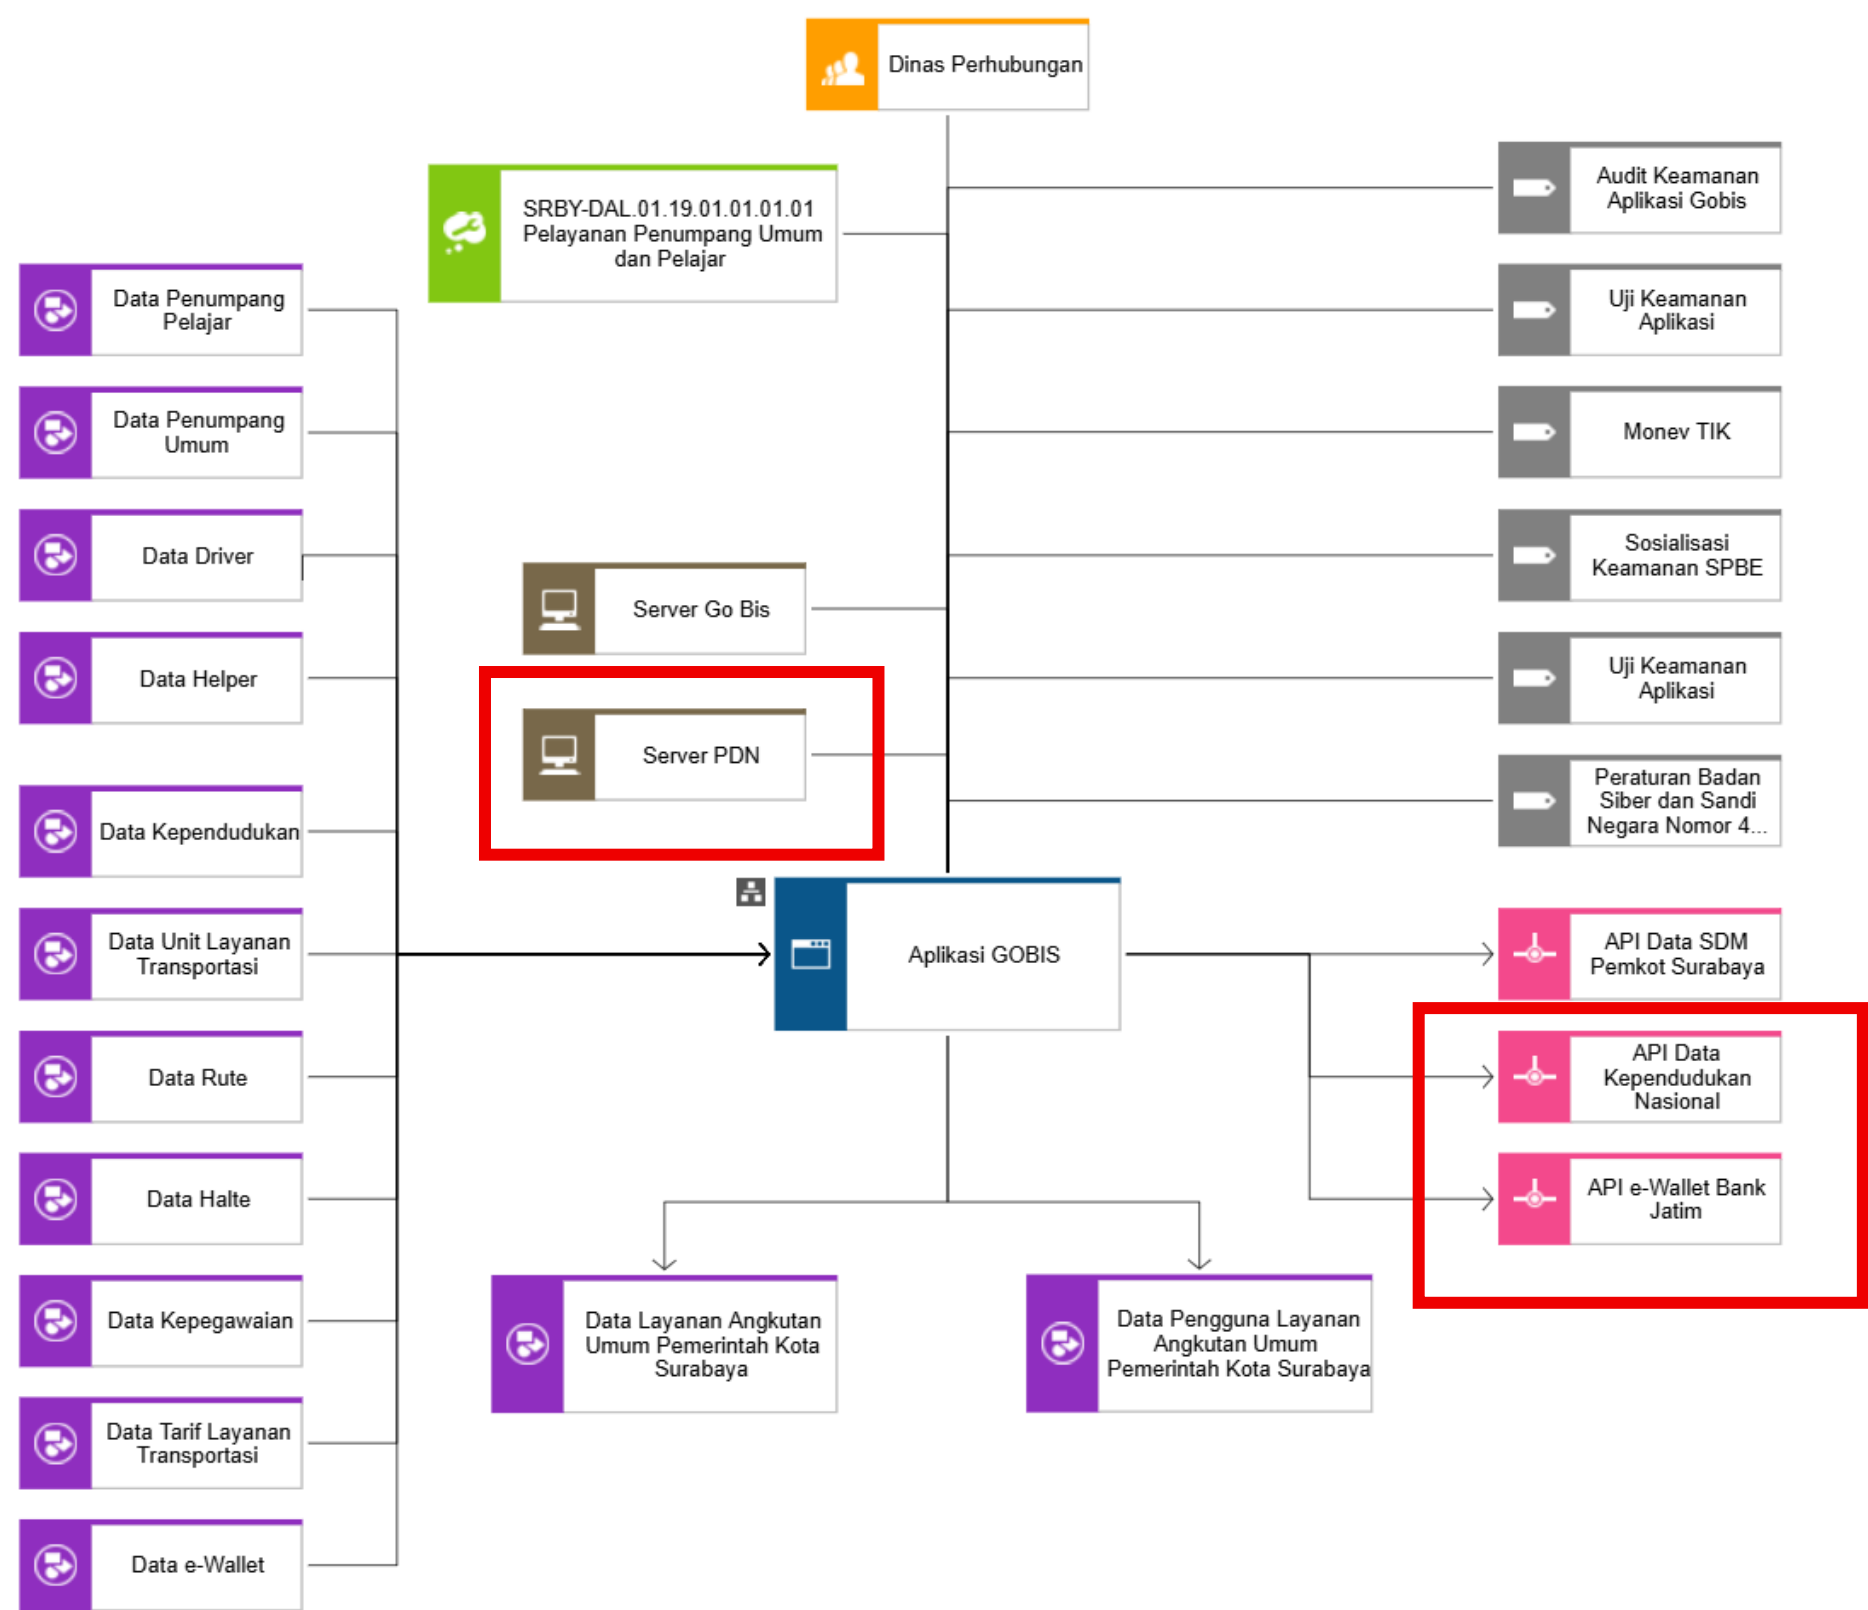 Dinas Perhubungan
SRBY-DAL.01.19.01.01.01.01
Pelayanan Penumpang Umum
dan Pelajar
Data Penumpang
Pelajar
Data Penumpang
Umum
Data Driver
Data Helper
Data Kependudukan
Data Unit Layanan
Transportasi
Data Rute
Data Halte
Data Kepegawaian
Data Tarif Layanan
Transportasi
Data e-Wallet
Server Go Bis
Server PDN
Aplikasi GOBIS
Data Layanan Angkutan
Umum Pemerintah Kota
Surabaya
Data Pengguna Layanan
Angkutan Umum
Pemerintah Kota Surabaya
Audit Keamanan
Aplikasi Gobis
Uji Keamanan
Aplikasi
Monev TIK
Sosialisasi
Keamanan SPBE
Uji Keamanan
Aplikasi
Peraturan Badan
Siber dan Sandi
Negara Nomor 4...
API Data SDM
Pemkot Surabaya
API Data
Kependudukan
Nasional
API e-Wallet Bank
Jatim